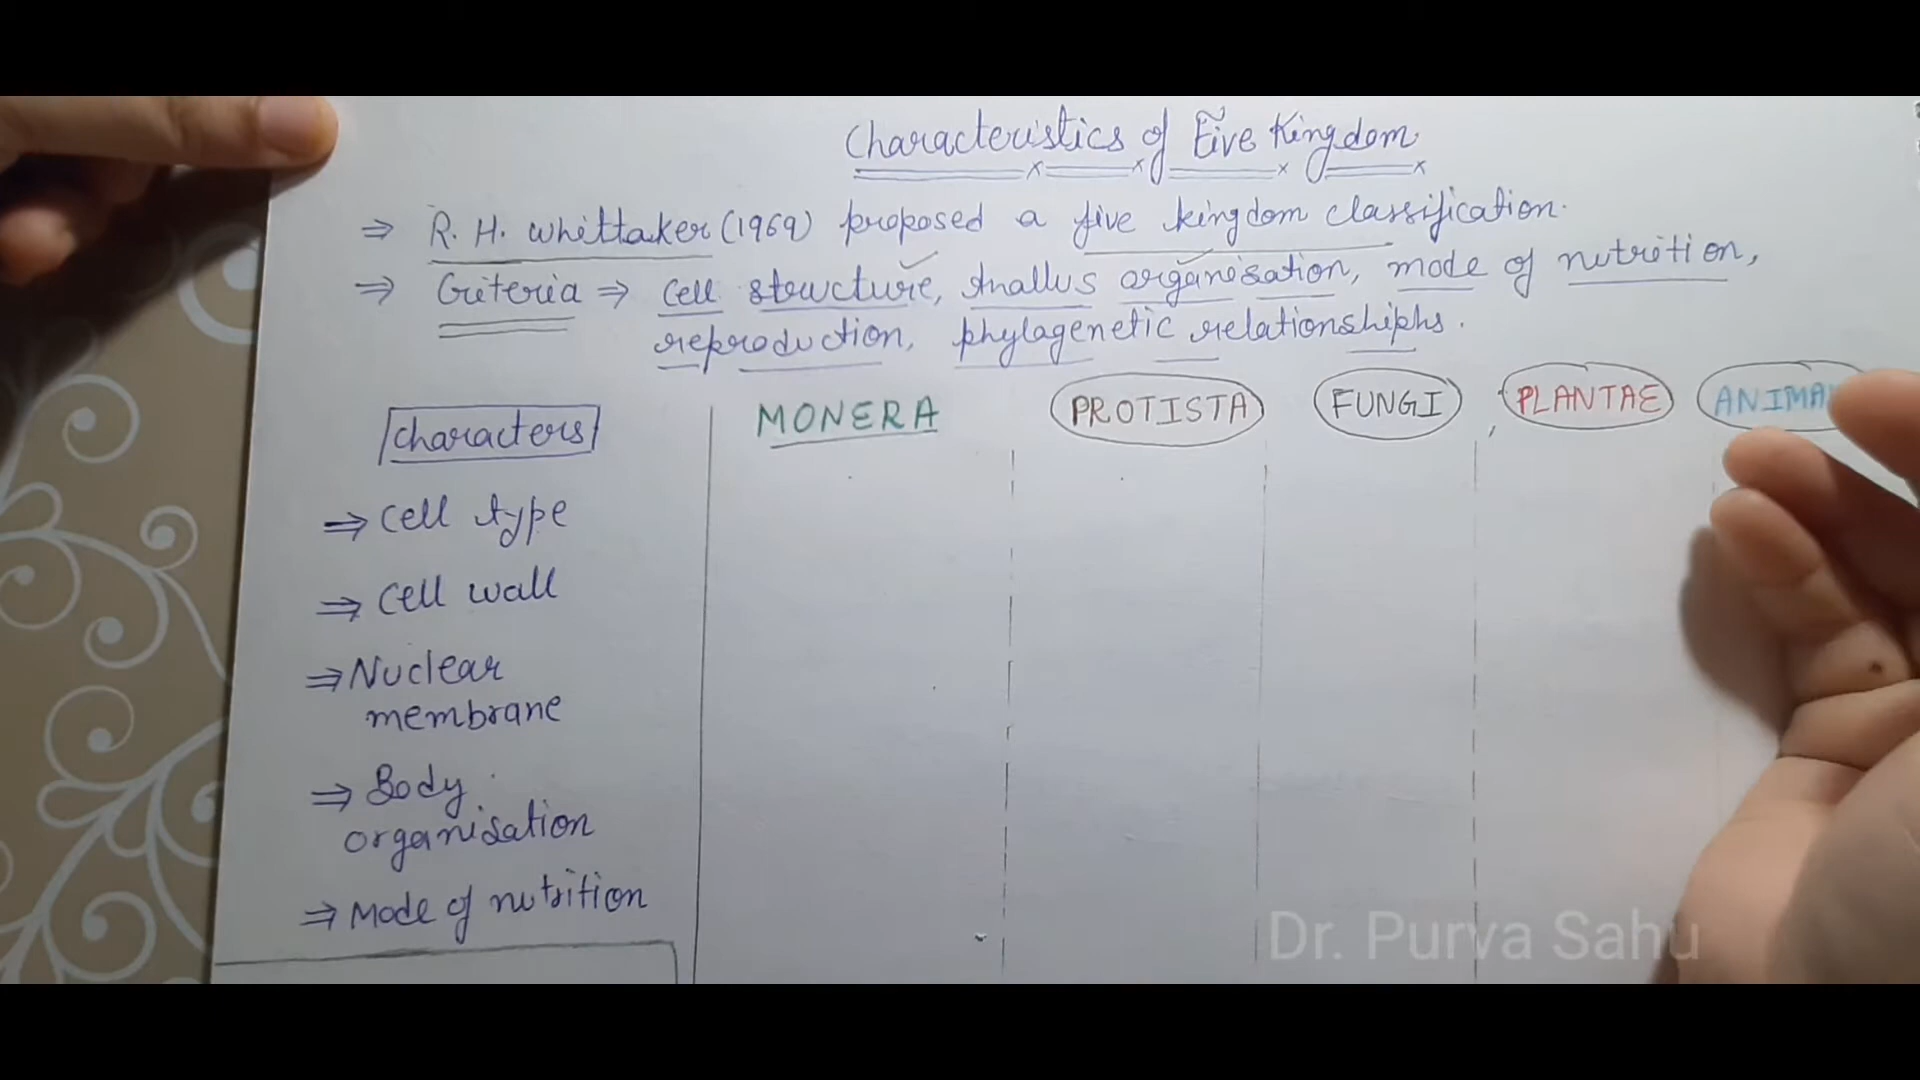 Characteristics of Five Kingdom
⇒ R. H. Whittaker (1969) proposed a five kingdom classification.
⇒ Criteria ⇒ Cell structure, thallus organisation, mode of nutrition,
reproduction, phylagenetic relationships.
characters MONERA PROTISTA FUNGI PLANTAE ANIMA
⇒ Cell type
⇒ Cell wall
⇒ Nuclear
membrane
⇒ Body
organisation
⇒ Mode of nutrition
Dr. Purva Sahu